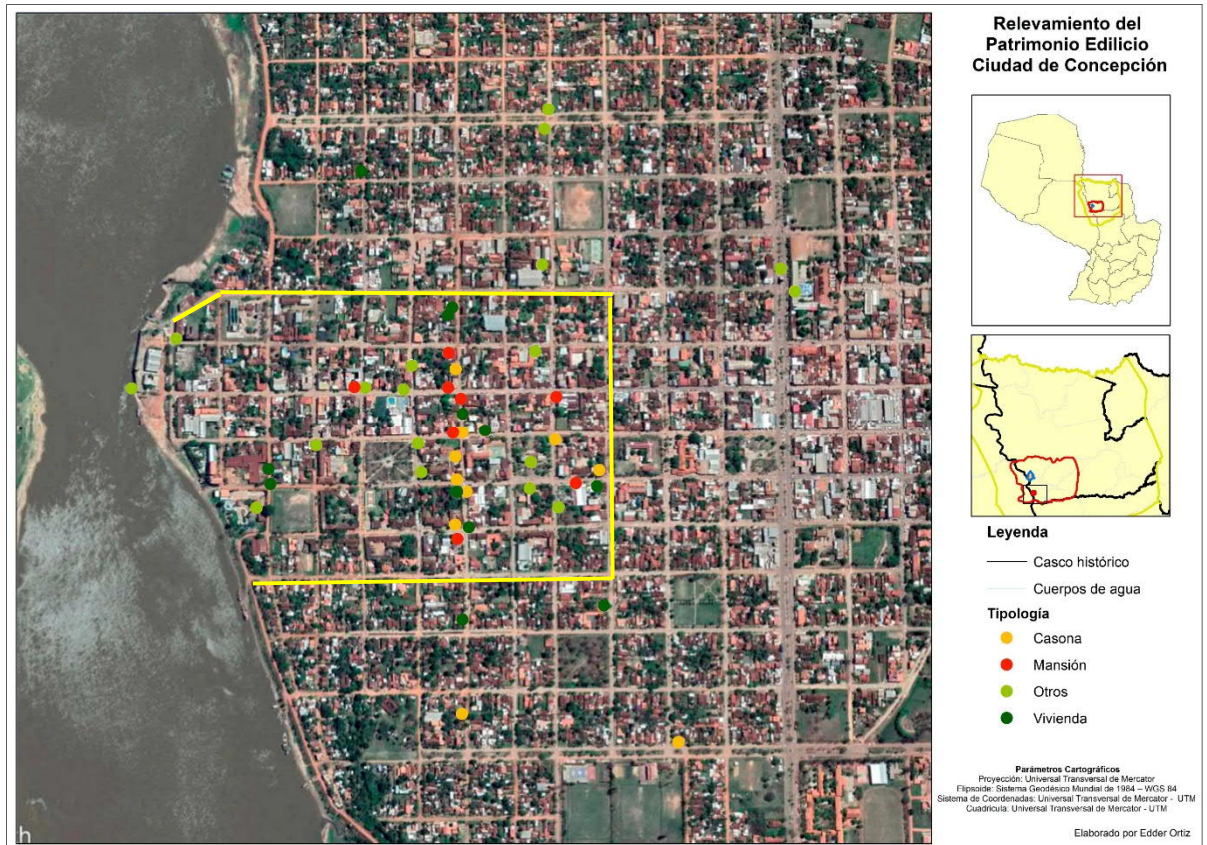 Relevamiento del
Patrimonio Edilicio
Ciudad de Concepción
Leyenda
Casco histórico
Cuerpos de agua
Tipología
Casona
Mansión
Otros
Vivienda
Parámetros Cartográficos
Proyección: Universal Transversal de Mercator
Flipsoide: Sistema Geodésico Mundial de 1984 – WGS 84
Sistema de Coordenadas: Universal Transversal de Mercator - UTM
Cuadrícula: Universal Transversal de Mercator - UTM
Elaborado por Edder Ortiz
h